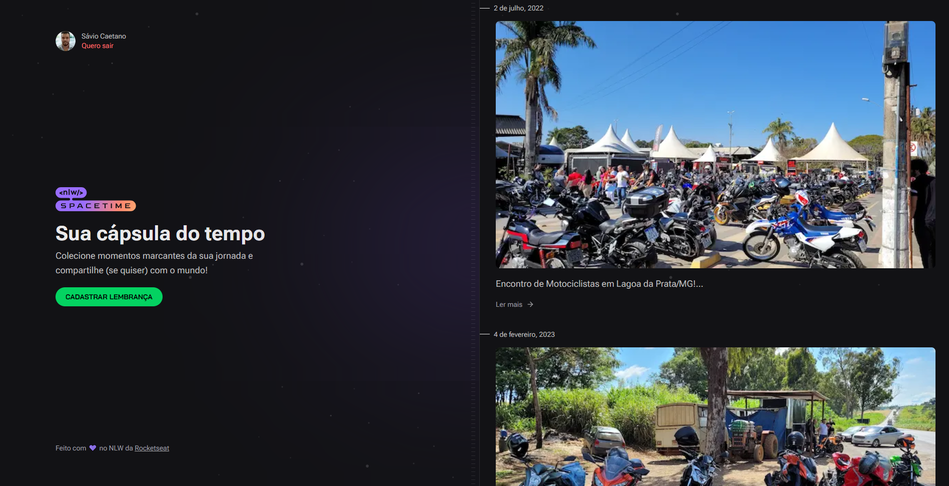 Sávio Caetano
Quero sair
<nlw/>
SPACETIME
Sua cápsula do tempo
Colecione momentos marcantes da sua jornada e
compartilhe (se quiser) com o mundo!
CADASTRAR LEMBRANÇA
Feito com 💜 no NLW da Rocketseat
2 de julho, 2022
Encontro de Motociclistas em Lagoa da Prata/MG!...
Ler mais →
4 de fevereiro, 2023